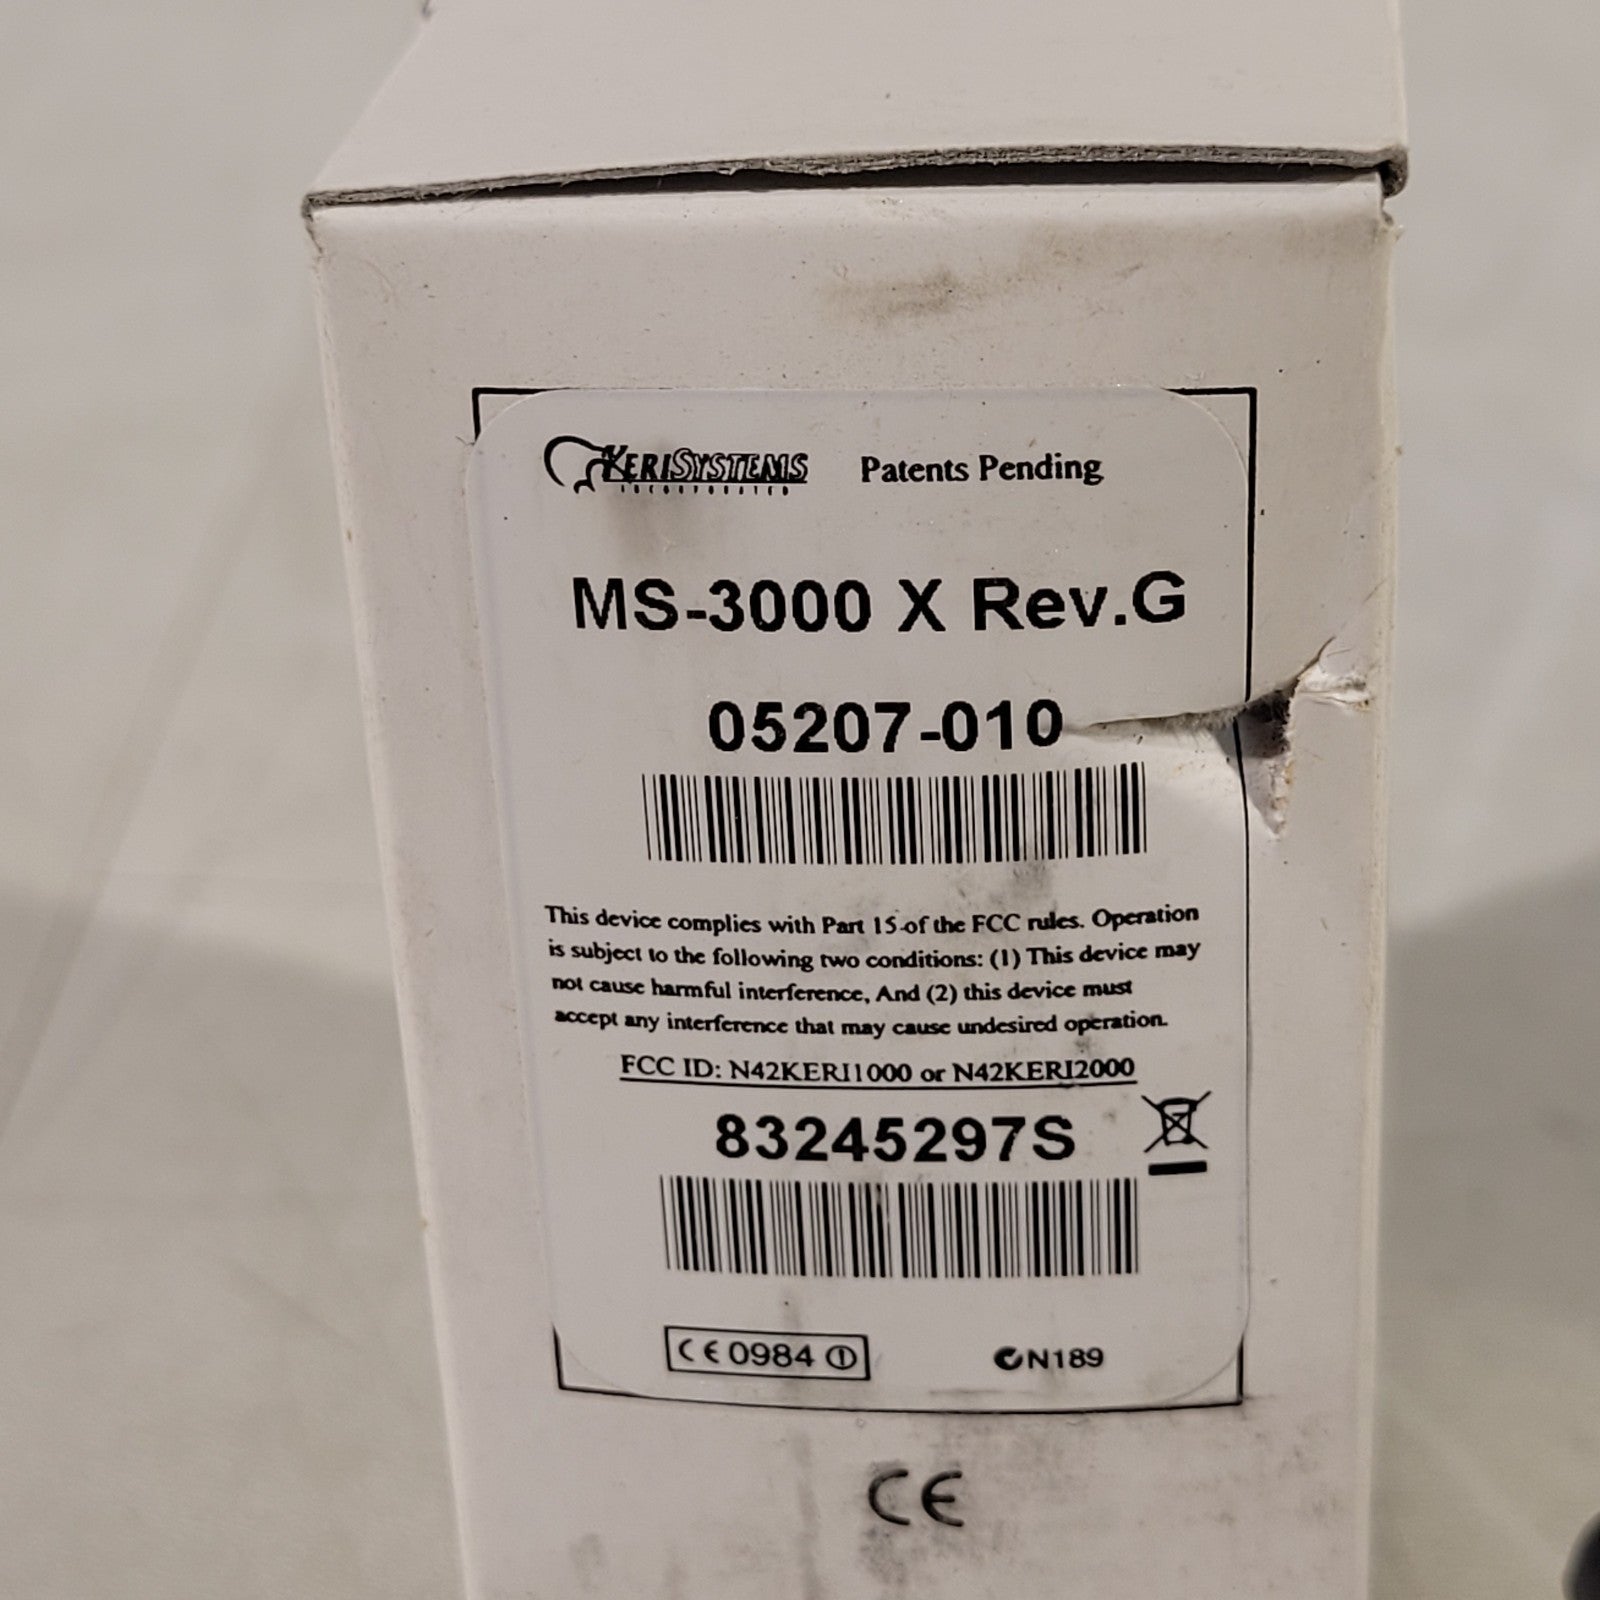 KERISYSTEMS Patents Pending
INCORPORATED
MS-3000 X Rev.G
05207-010
This device complies with Part 15 of the FCC rules. Operation
is subject to the following two conditions: (1) This device may
not cause harmful interference, And (2) this device must
accept any interference that may cause undesired operation.
FCC ID: N42KERI1000 or N42KERI2000
83245297S
CE 0984
N189
CE